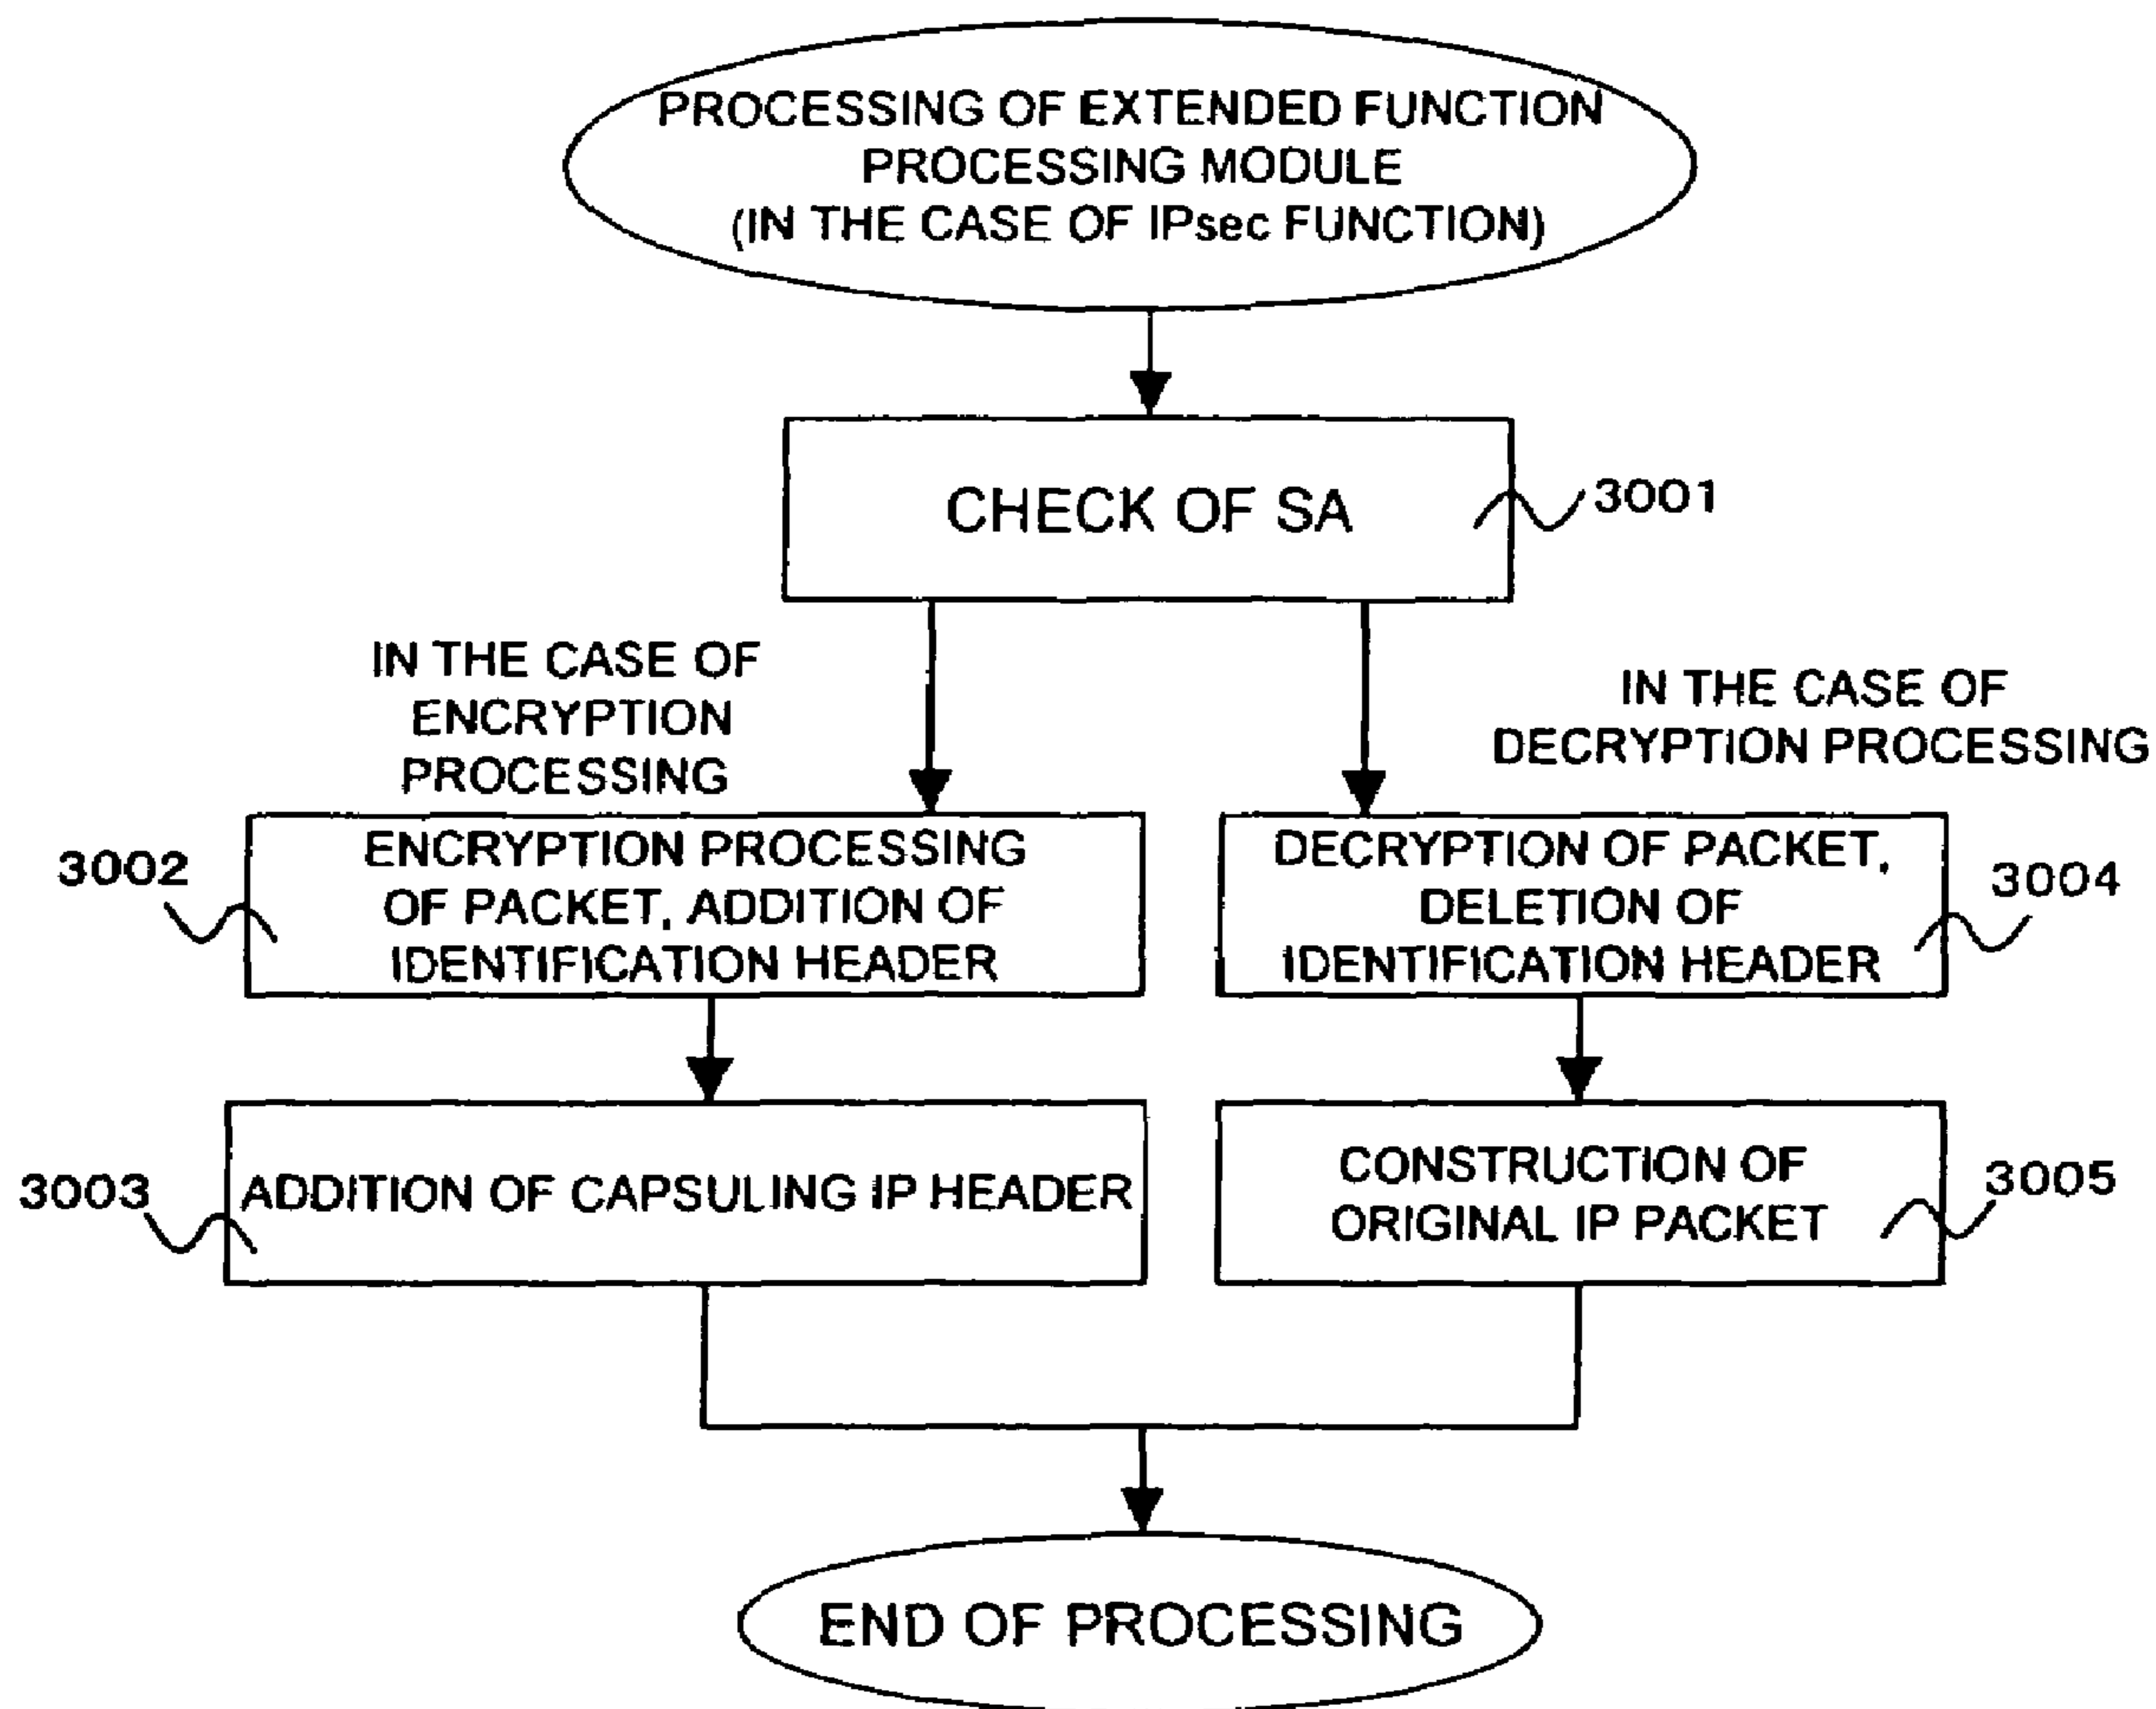 PROCESSING OF EXTENDED FUNCTION
PROCESSING MODULE
(IN THE CASE OF IPsec FUNCTION)
CHECK OF SA
3001
IN THE CASE OF
ENCRYPTION
PROCESSING
IN THE CASE OF
DECRYPTION PROCESSING
3002
ENCRYPTION PROCESSING
OF PACKET, ADDITION OF
IDENTIFICATION HEADER
DECRYPTION OF PACKET,
DELETION OF
IDENTIFICATION HEADER
3004
3003
ADDITION OF CAPSULING IP HEADER
CONSTRUCTION OF
ORIGINAL IP PACKET
3005
END OF PROCESSING